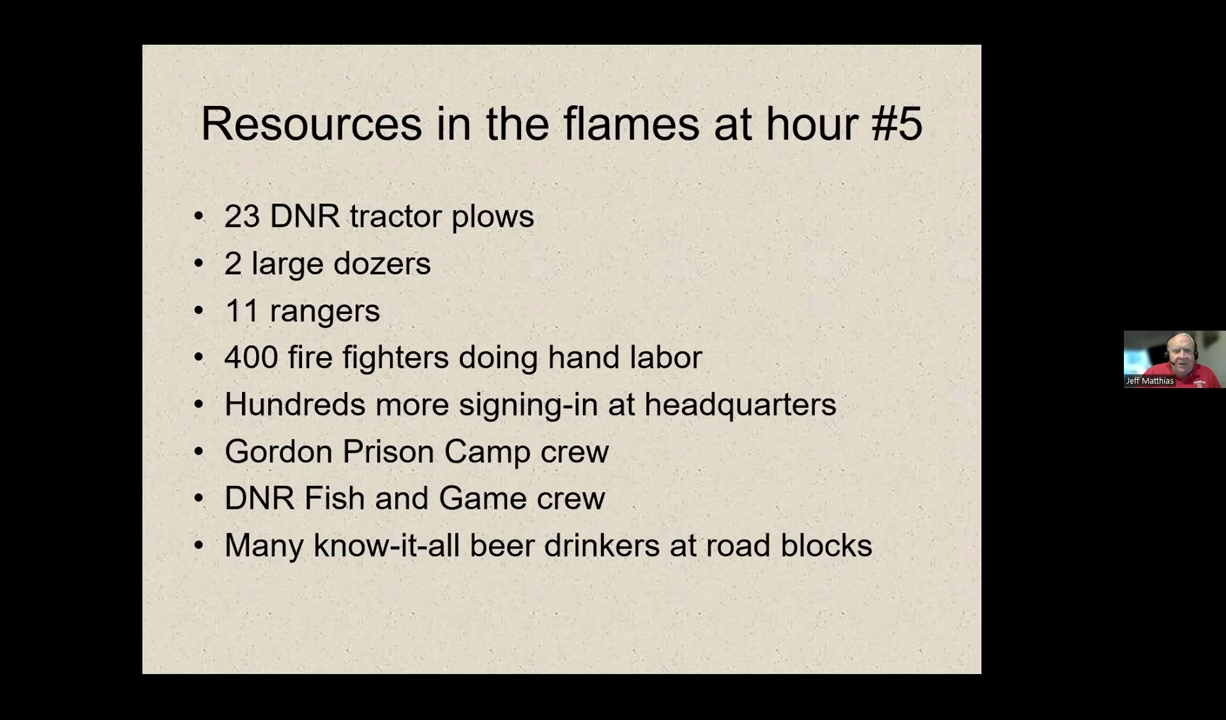 Resources in the flames at hour #5
• 23 DNR tractor plows
• 2 large dozers
• 11 rangers
• 400 fire fighters doing hand labor
• Hundreds more signing-in at headquarters
• Gordon Prison Camp crew
• DNR Fish and Game crew
• Many know-it-all beer drinkers at road blocks
Jeff Matthias